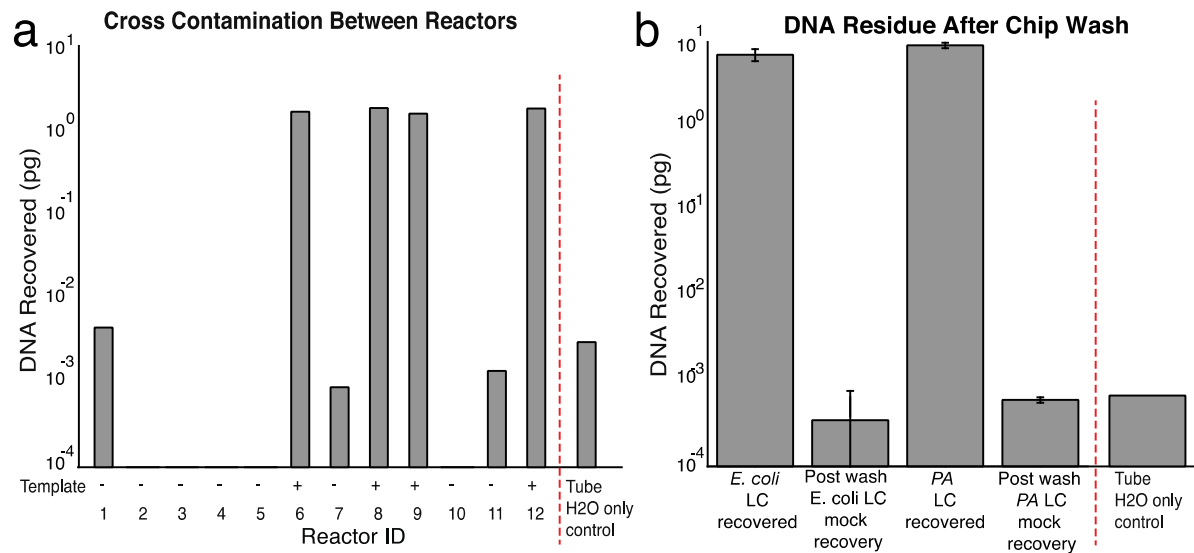 a
Cross Contamination Between Reactors
DNA Recovered (pg)
10^1
10^0
10^-1
10^-2
10^-3
10^-4
Template - - - - - + - + + - - +
1 2 3 4 5 6 7 8 9 10 11 12
Reactor ID
Tube
H2O only
control
b
DNA Residue After Chip Wash
DNA Recovered (pg)
10^1
10^0
10^-1
10^-2
10^-3
10^-4
E. coli
LC
recovered
Post wash
E. coli LC
mock
recovery
PA
LC
recovered
Post wash
PA LC
mock
recovery
Tube
H2O only
control